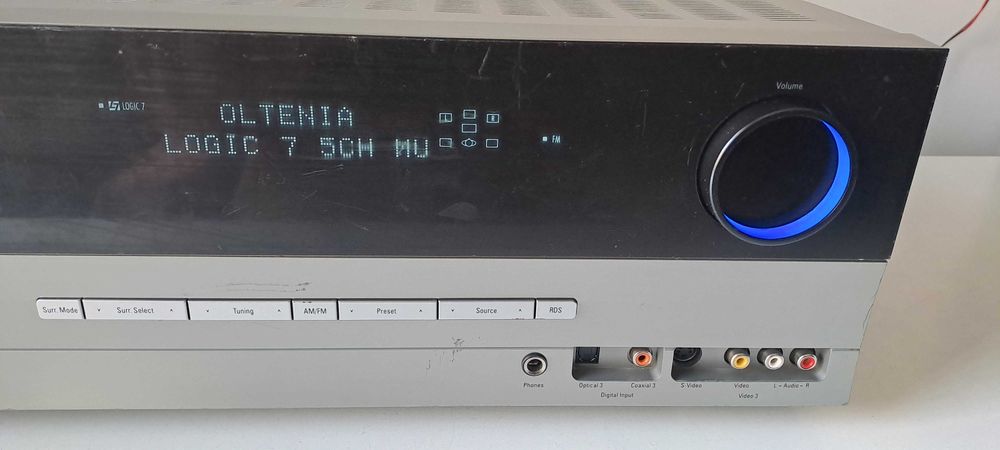 Volume
LOGIC 7
OLTENIA
LOGIC 7 5CH MU
FM
Surr. Mode
Surr. Select
Tuning
AM/FM
Preset
Source
RDS
Phones
Optical 3
Coaxial 3
Digital Input
S-Video
Video
L – Audio – R
Video 3